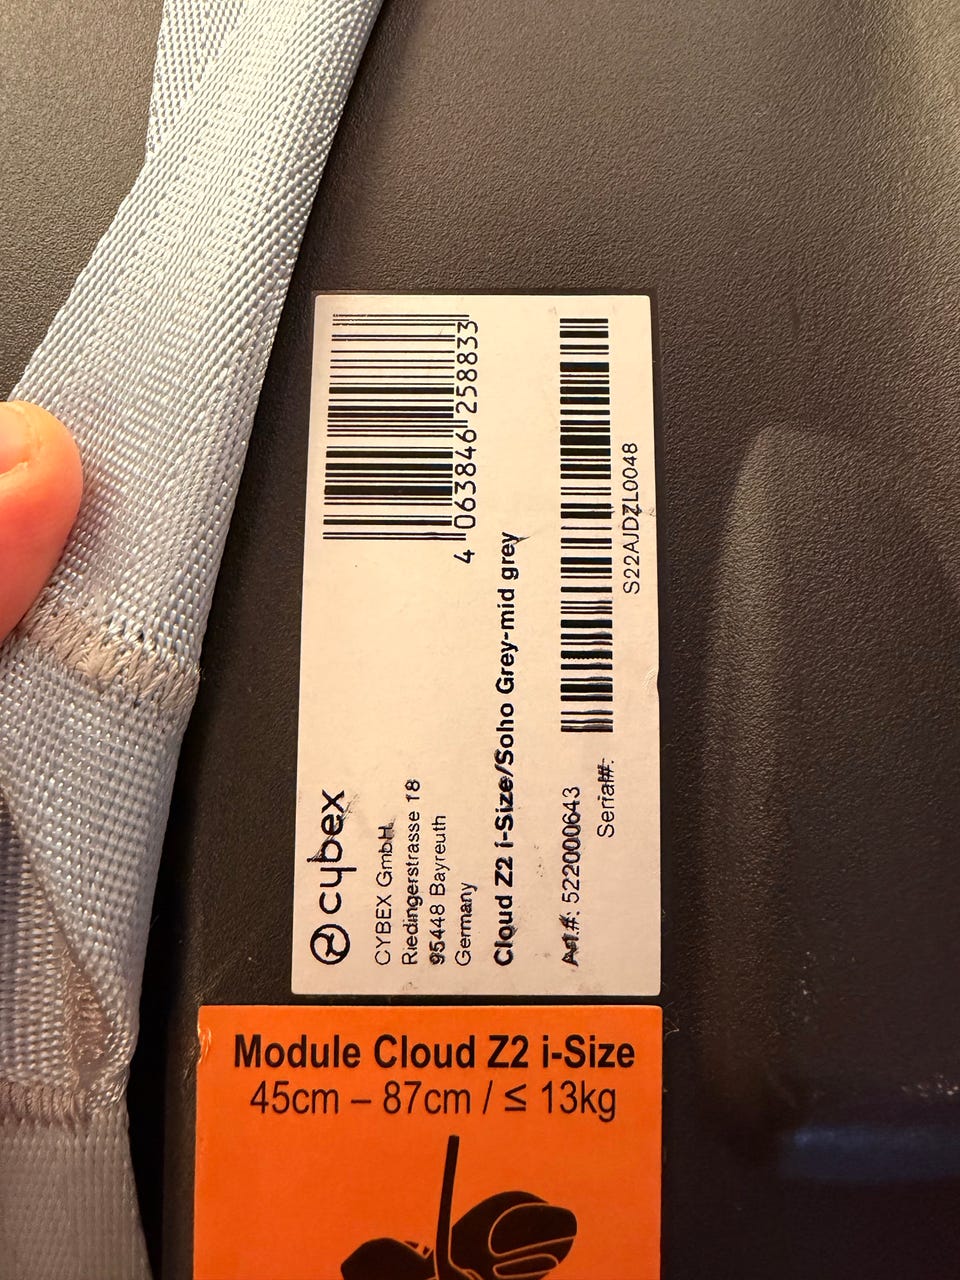 cybex
CYBEX GmbH
Riedingerstrasse 18
95448 Bayreuth
Germany
4 063846 258833
Cloud Z2 i-Size/Soho Grey-mid grey
Art.#: 522000643
Serial#:
S22AJDZL0048
Module Cloud Z2 i-Size
45cm – 87cm / ≤ 13kg